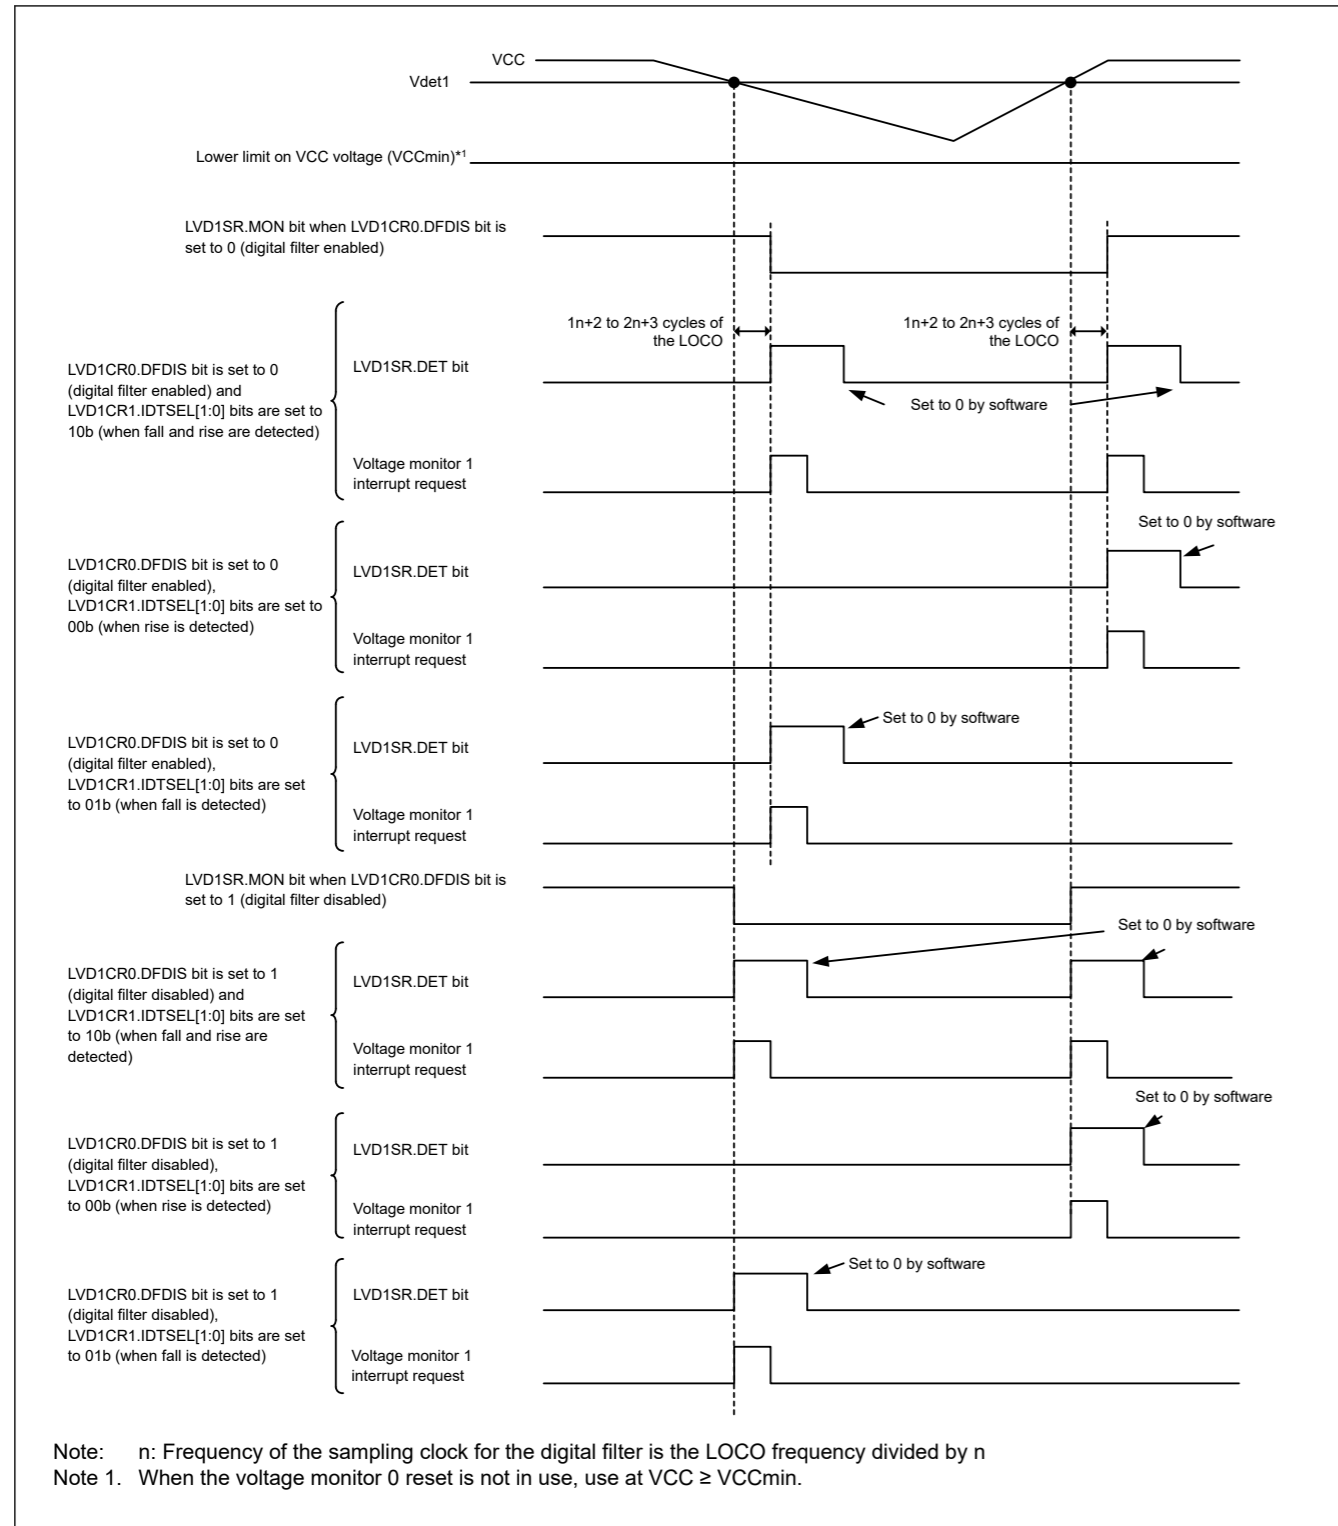 VCC
Vdet1
Lower limit on VCC voltage (VCCmin)*1
LVD1SR.MON bit when LVD1CR0.DFDIS bit is
set to 0 (digital filter enabled)
1n+2 to 2n+3 cycles of
the LOCO
1n+2 to 2n+3 cycles of
the LOCO
LVD1CR0.DFDIS bit is set to 0
(digital filter enabled) and
LVD1CR1.IDTSEL[1:0] bits are set to
10b (when fall and rise are detected)
LVD1SR.DET bit
Set to 0 by software
Voltage monitor 1
interrupt request
Set to 0 by software
LVD1CR0.DFDIS bit is set to 0
(digital filter enabled),
LVD1CR1.IDTSEL[1:0] bits are set to
00b (when rise is detected)
LVD1SR.DET bit
Voltage monitor 1
interrupt request
Set to 0 by software
LVD1CR0.DFDIS bit is set to 0
(digital filter enabled),
LVD1CR1.IDTSEL[1:0] bits are set
to 01b (when fall is detected)
LVD1SR.DET bit
Voltage monitor 1
interrupt request
LVD1SR.MON bit when LVD1CR0.DFDIS bit is
set to 1 (digital filter disabled)
Set to 0 by software
LVD1CR0.DFDIS bit is set to 1
(digital filter disabled) and
LVD1CR1.IDTSEL[1:0] bits are set
to 10b (when fall and rise are
detected)
LVD1SR.DET bit
Voltage monitor 1
interrupt request
Set to 0 by software
LVD1CR0.DFDIS bit is set to 1
(digital filter disabled),
LVD1CR1.IDTSEL[1:0] bits are set
to 00b (when rise is detected)
LVD1SR.DET bit
Voltage monitor 1
interrupt request
Set to 0 by software
LVD1CR0.DFDIS bit is set to 1
(digital filter disabled),
LVD1CR1.IDTSEL[1:0] bits are set
to 01b (when fall is detected)
LVD1SR.DET bit
Voltage monitor 1
interrupt request
Note: n: Frequency of the sampling clock for the digital filter is the LOCO frequency divided by n
Note 1. When the voltage monitor 0 reset is not in use, use at VCC ≥ VCCmin.